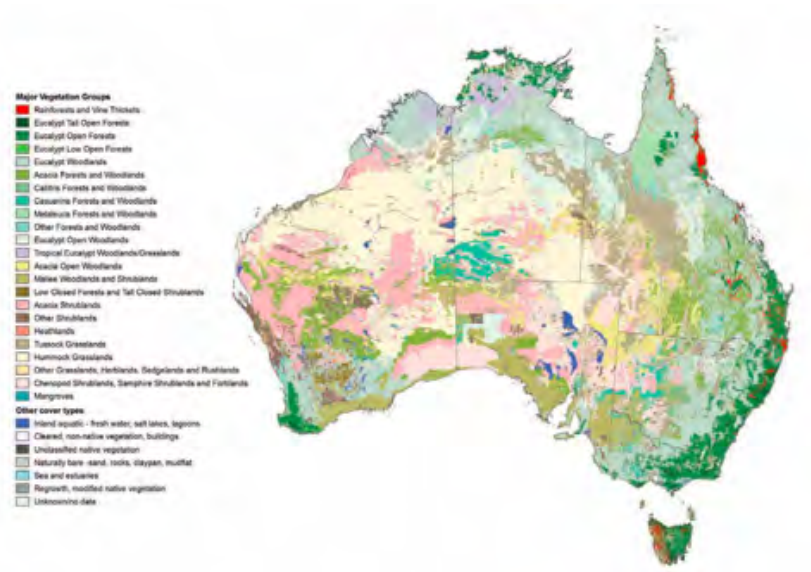 Major Vegetation Groups
Rainforests and Vine Thickets
Eucalypt Tall Open Forests
Eucalypt Open Forests
Eucalypt Low Open Forests
Eucalypt Woodlands
Acacia Forests and Woodlands
Callitris Forests and Woodlands
Casuarina Forests and Woodlands
Melaleuca Forests and Woodlands
Other Forests and Woodlands
Eucalypt Open Woodlands
Tropical Eucalypt Woodlands/Grasslands
Acacia Open Woodlands
Mallee Woodlands and Shrublands
Low Closed Forests and Tall Closed Shrublands
Acacia Shrublands
Other Shrublands
Heathlands
Tussock Grasslands
Hummock Grasslands
Other Grasslands, Herblands, Sedgelands and Rushlands
Chenopod Shrublands, Samphire Shrublands and Forblands
Mangroves
Other cover types
Inland aquatic - fresh water, salt lakes, lagoons
Cleared, non-native vegetation, buildings
Unclassified native vegetation
Naturally bare -sand, rocks, claypan, mudflat
Sea and estuaries
Regrowth, modified native vegetation
Unknown/no data